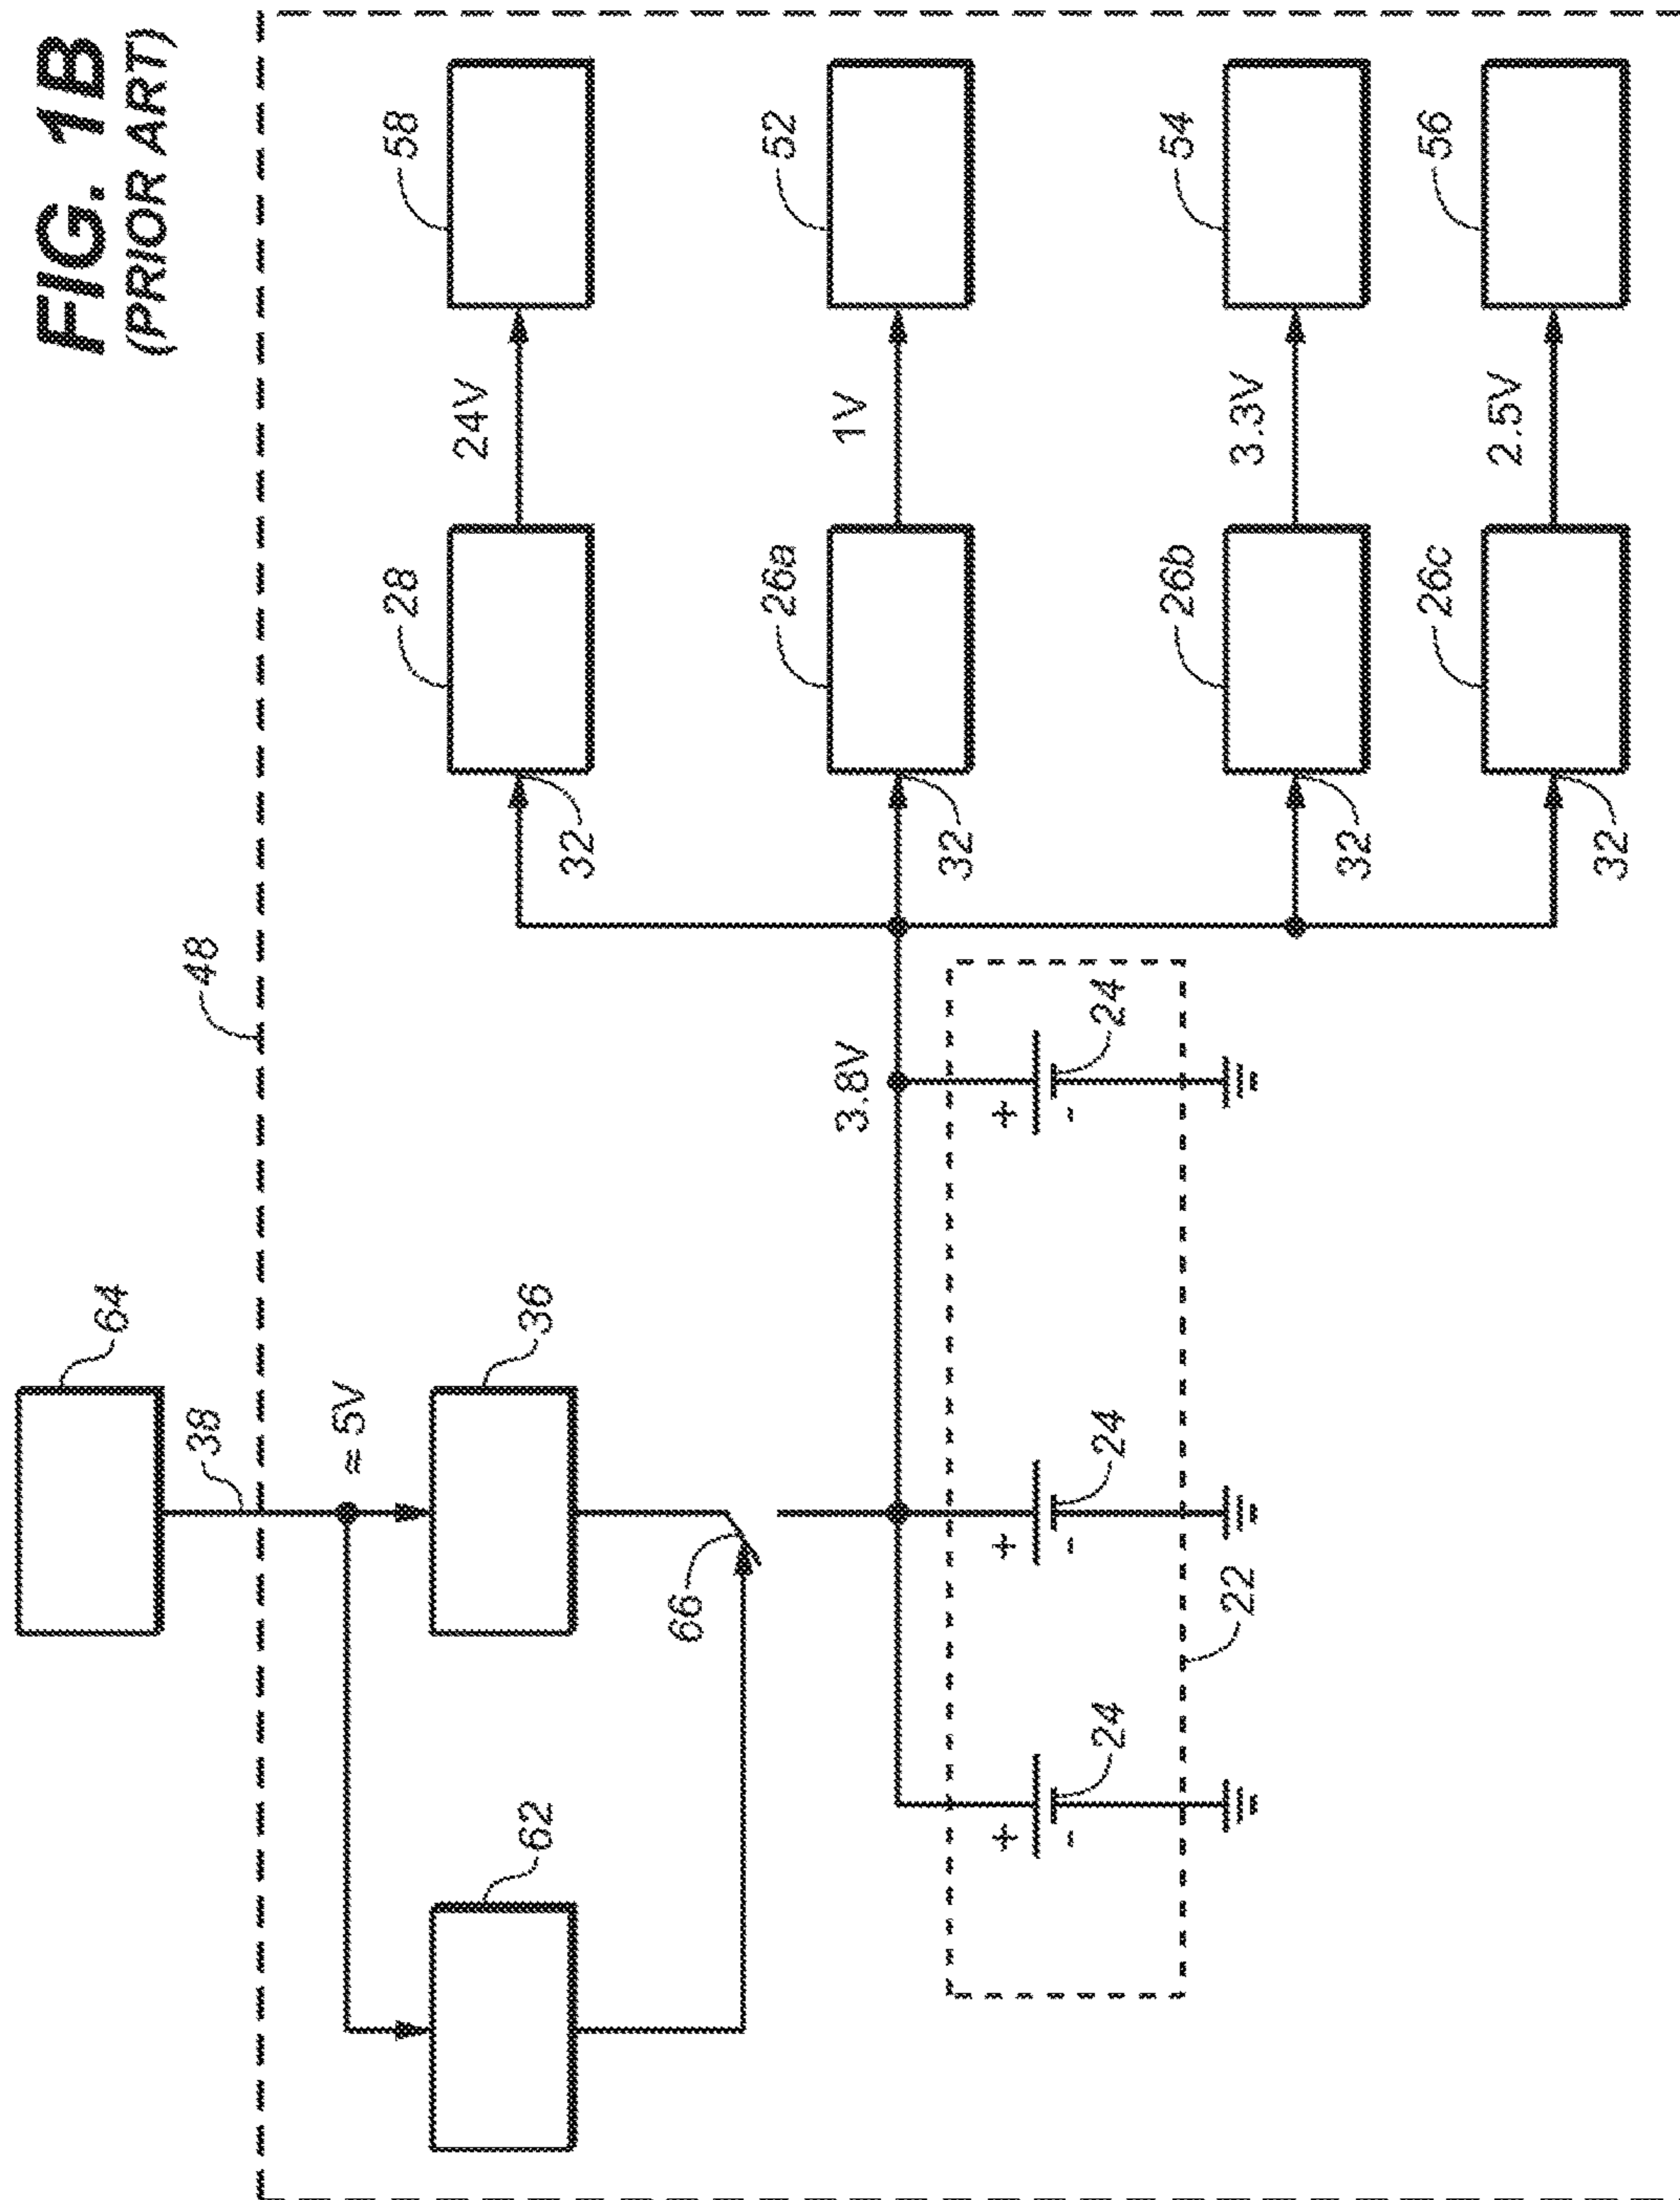 FIG. 1B
(PRIOR ART)
64
38
48
≈ 5V
36
62
66
28
24V
58
32
3.8V
26a
1V
52
32
26b
3.3V
54
32
26c
2.5V
56
32
+
-
24
+
-
24
+
-
24
22